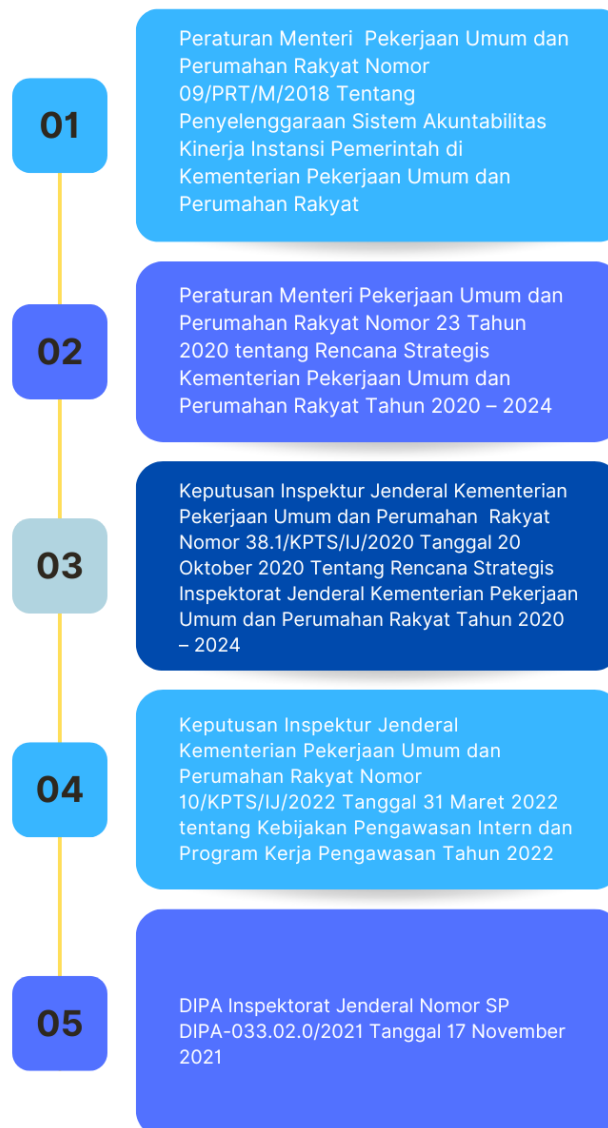 01
Peraturan Menteri Pekerjaan Umum dan
Perumahan Rakyat Nomor
09/PRT/M/2018 Tentang
Penyelenggaraan Sistem Akuntabilitas
Kinerja Instansi Pemerintah di
Kementerian Pekerjaan Umum dan
Perumahan Rakyat
02
Peraturan Menteri Pekerjaan Umum dan
Perumahan Rakyat Nomor 23 Tahun
2020 tentang Rencana Strategis
Kementerian Pekerjaan Umum dan
Perumahan Rakyat Tahun 2020 – 2024
03
Keputusan Inspektur Jenderal Kementerian
Pekerjaan Umum dan Perumahan Rakyat
Nomor 38.1/KPTS/IJ/2020 Tanggal 20
Oktober 2020 Tentang Rencana Strategis
Inspektorat Jenderal Kementerian Pekerjaan
Umum dan Perumahan Rakyat Tahun 2020
– 2024
04
Keputusan Inspektur Jenderal
Kementerian Pekerjaan Umum dan
Perumahan Rakyat Nomor
10/KPTS/IJ/2022 Tanggal 31 Maret 2022
tentang Kebijakan Pengawasan Intern dan
Program Kerja Pengawasan Tahun 2022
05
DIPA Inspektorat Jenderal Nomor SP
DIPA-033.02.0/2021 Tanggal 17 November
2021